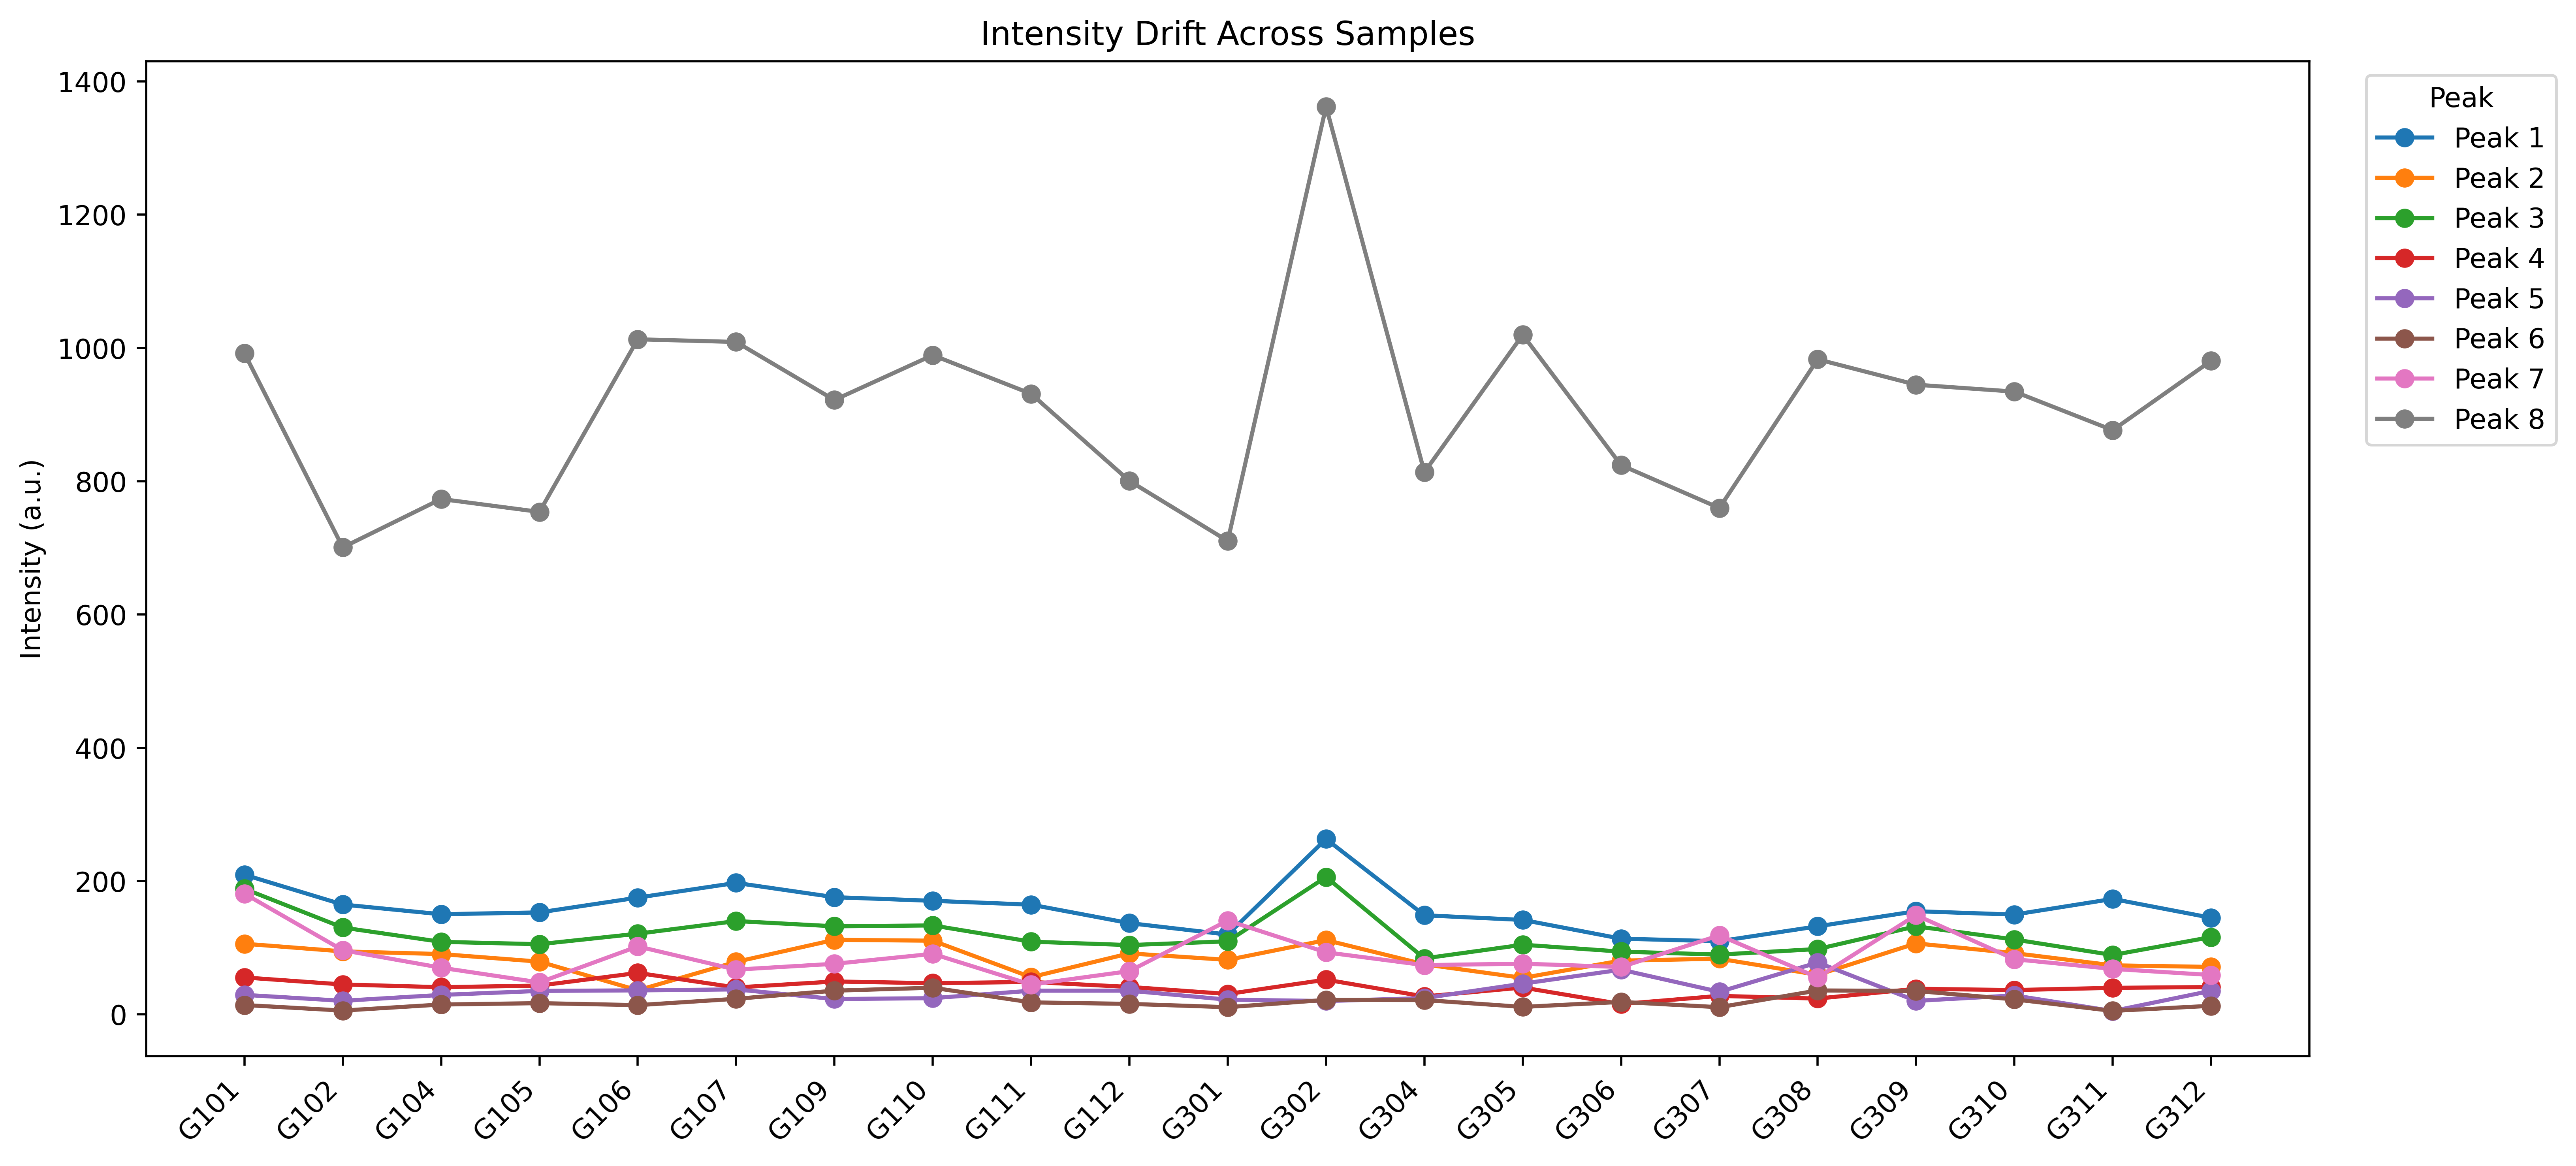 Intensity Drift Across Samples
Intensity (a.u.)
1400
1200
1000
800
600
400
200
0
G101
G102
G104
G105
G106
G107
G109
G110
G111
G112
G301
G302
G304
G305
G306
G307
G308
G309
G310
G311
G312
Peak
Peak 1
Peak 2
Peak 3
Peak 4
Peak 5
Peak 6
Peak 7
Peak 8